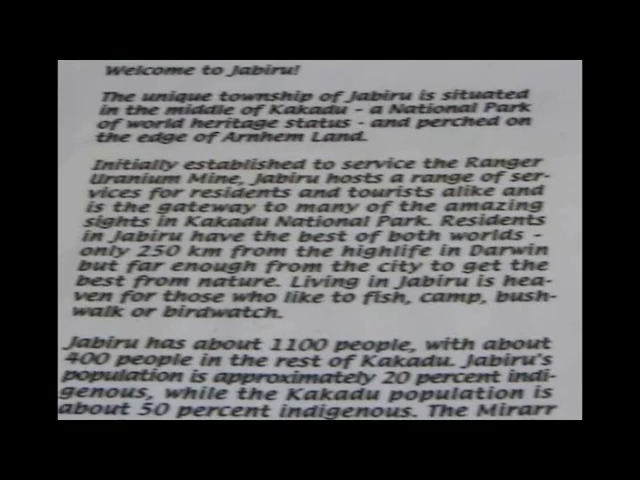 Welcome to Jabiru!
The unique township of Jabiru is situated
in the middle of Kakadu - a National Park
of world heritage status - and perched on
the edge of Arnhem Land.
Initially established to service the Ranger
Uranium Mine, Jabiru hosts a range of ser-
vices for residents and tourists alike and
is the gateway to many of the amazing
sights in Kakadu National Park. Residents
in Jabiru have the best of both worlds -
only 250 km from the highlife in Darwin
but far enough from the city to get the
best from nature. Living in Jabiru is hea-
ven for those who like to fish, camp, bush-
walk or birdwatch.
Jabiru has about 1100 people, with about
400 people in the rest of Kakadu. Jabiru's
population is approximately 20 percent indi-
genous, while the Kakadu population is
about 50 percent indigenous. The Mirarr